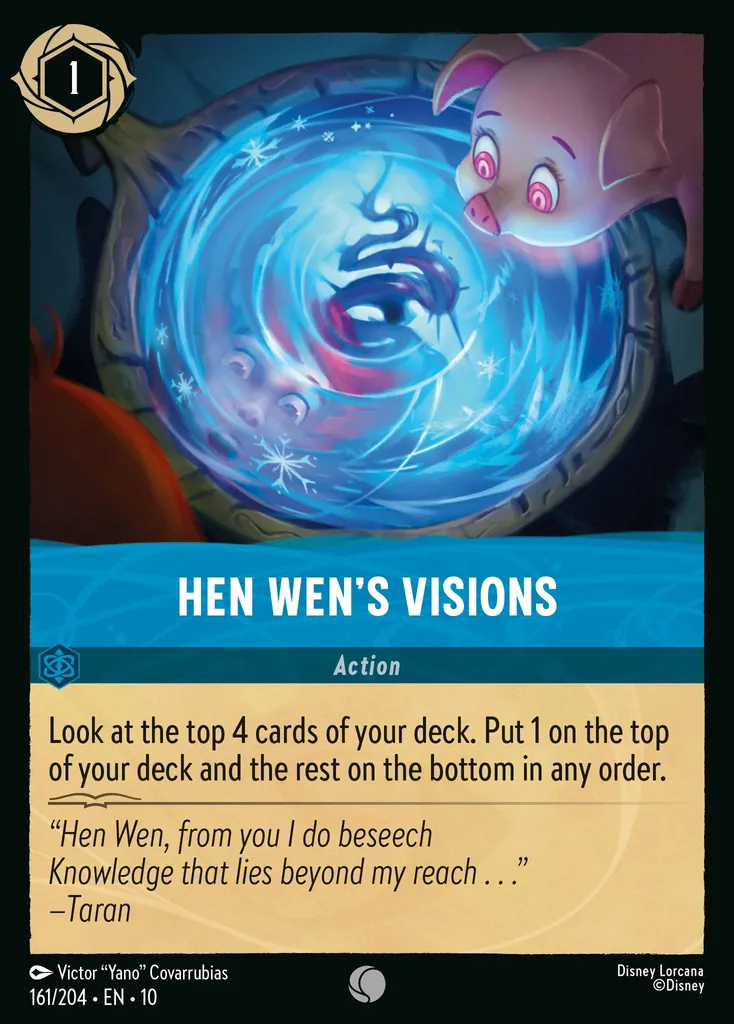 1
HEN WEN'S VISIONS
Action
Look at the top 4 cards of your deck. Put 1 on the top
of your deck and the rest on the bottom in any order.
“Hen Wen, from you I do beseech
Knowledge that lies beyond my reach . . .”
–Taran
Victor “Yano” Covarrubias
Disney Lorcana
161/204 • EN • 10
©Disney